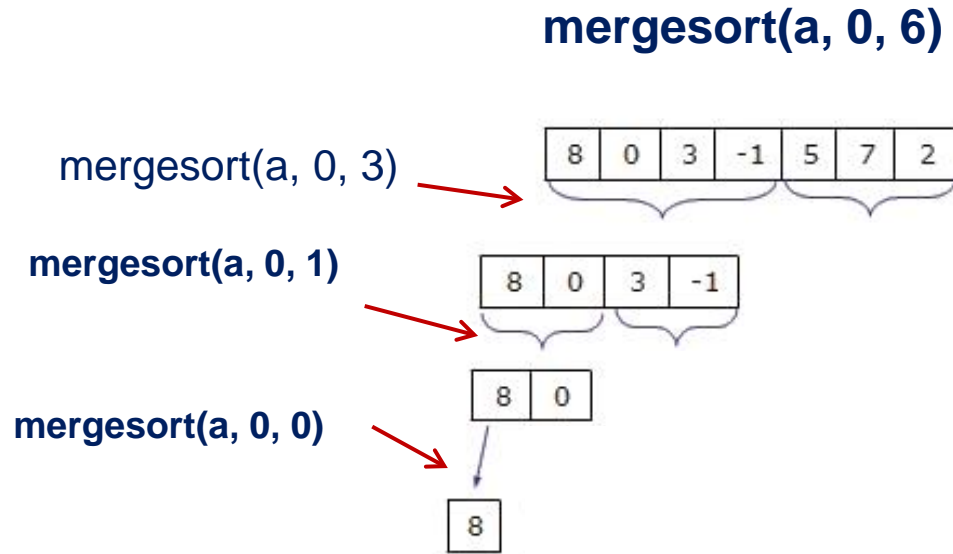 mergesort(a, 0, 6)
mergesort(a, 0, 3)
8 0 3 -1 5 7 2
mergesort(a, 0, 1)
8 0 3 -1
8 0
mergesort(a, 0, 0)
8